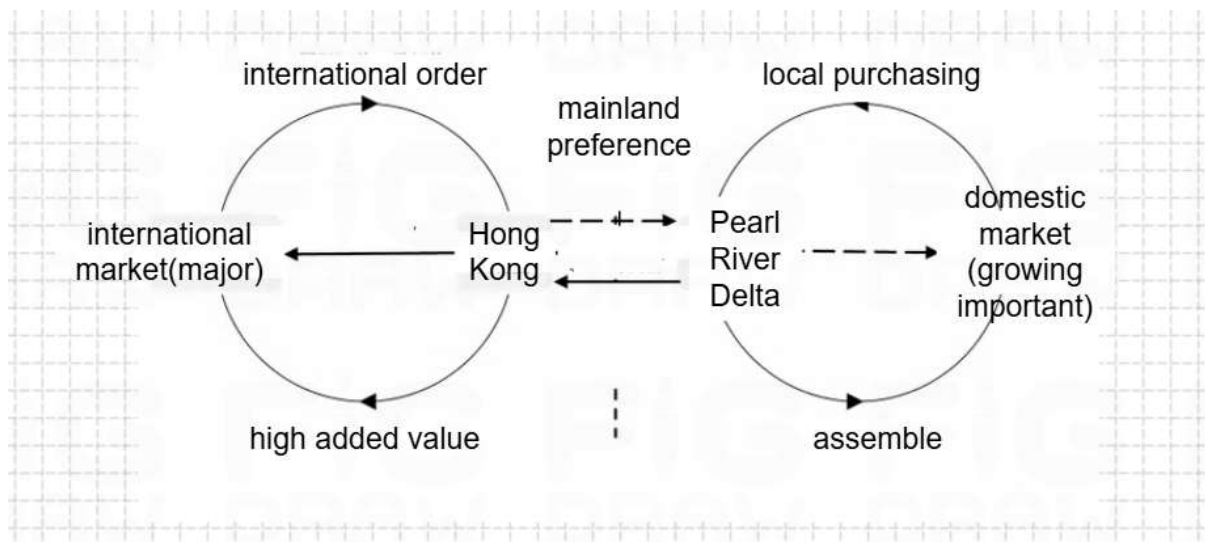 international order
local purchasing
mainland
preference
international
market(major)
Hong
Kong
Pearl
River
Delta
domestic
market
(growing
important)
high added value
assemble